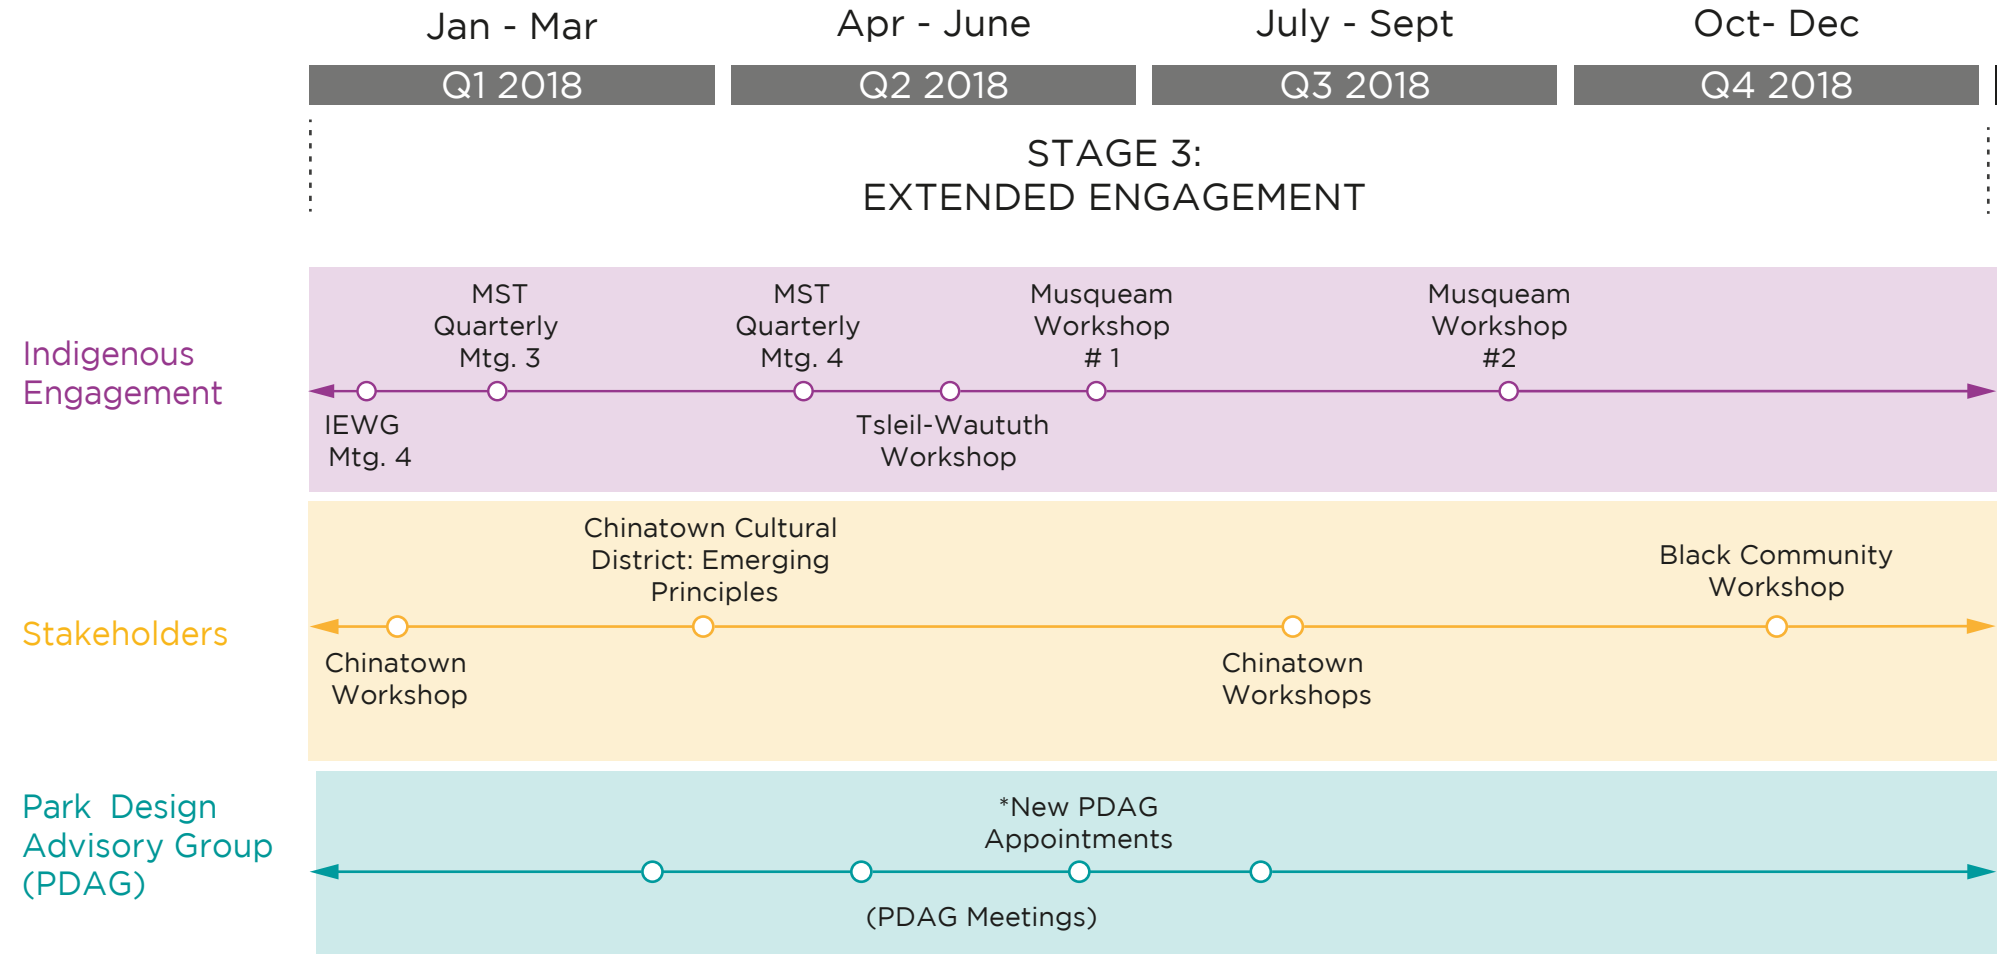 Jan - Mar
Apr - June
July - Sept
Oct- Dec
Q1 2018
Q2 2018
Q3 2018
Q4 2018
STAGE 3:
EXTENDED ENGAGEMENT
Indigenous
Engagement
MST
Quarterly
Mtg. 3
MST
Quarterly
Mtg. 4
Musqueam
Workshop
# 1
Musqueam
Workshop
#2
IEWG
Mtg. 4
Tsleil-Waututh
Workshop
Stakeholders
Chinatown Cultural
District: Emerging
Principles
Black Community
Workshop
Chinatown
Workshop
Chinatown
Workshops
Park Design
Advisory Group
(PDAG)
*New PDAG
Appointments
(PDAG Meetings)